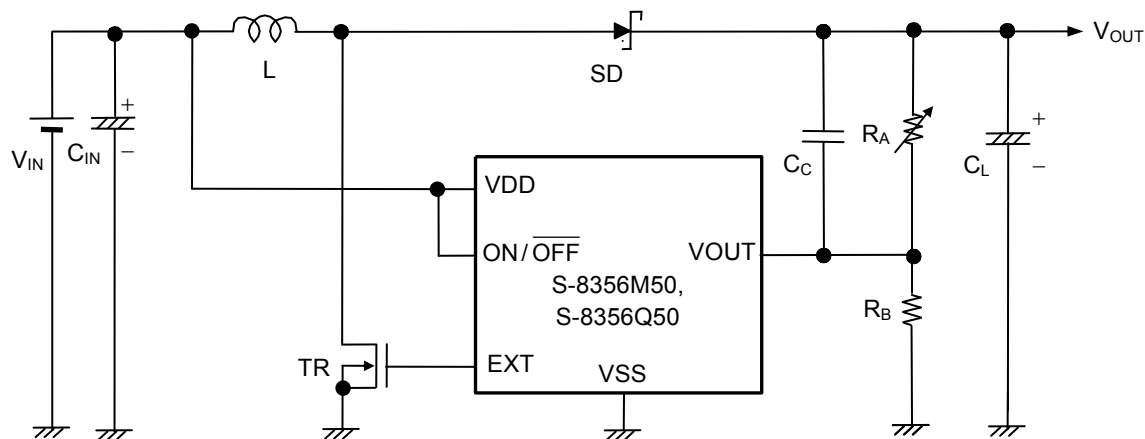 VOUT
L
SD
+
+
VIN
CIN
−
CC
RA
CL
−
VDD
ON/OFF
VOUT
S-8356M50,
S-8356Q50
RB
TR
EXT
VSS